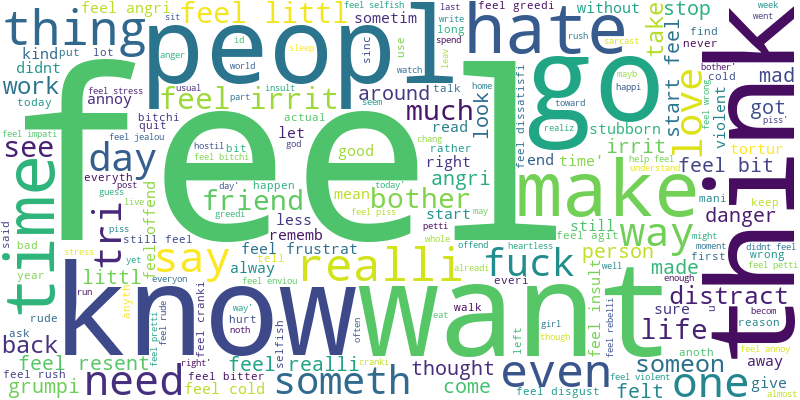 feel
go
want
know
think
peopl
hate
thing
make
time
realli
say
way
fuck
even
need
someth
one
day
love
life
feel littl
feel irrit
feel angri
feel selfish
feel greedi
last
week
went
write
long
spend
rush
sarcast
sit
anger
id
world
sleep
sometim
sinc
use
watch
leav
without
stop
take
find
never
kind
put
lot
didnt
work
today
annoy
feel stress
usual
part
insult
around
talk
home
look
seem
mayb
happi
toward
realiz
start feel
bother'
cold
mad
feel wrong
violent
got
piss'
feel impati
see
bitchi
quit
feel jealou
everyth
hostil
bit
feel bitchi
actual
let
god
good
much
read
chang
rather
right
feel dissatisfi
end
time'
stubborn
irrit
help feel
understand
feel bit
tortur
mani
keep
danger
may
might
moment
first
didnt feel
wrong
feel petti
tri
post
guess
live
piss
yet
still feel
bad
year
said
feel offend
friend
day'
greedi
happen
mean
today'
less
rememb
bother
angri
start
petti
whole
offend
heartless
still
feel agit
person
made
well
enough
distract
sure
u
becom
reason
stress
littl
run
anyth
everyon
rude
ask
back
feel resent
feel rush
grumpi
feel pretti
feel rude
feel cranki
feel frustrat
alway
tell
feel enviou
way'
hurt
noth
right'
feel realli
feel bitter
feel cold
selfish
cranki
often
eat
alreadi
walk
everi
thought
come
left
girl
though
feel disgust
feel insult
feel rebelli
feel violent
felt
someon
anoth
away
give
feel annoy
almost